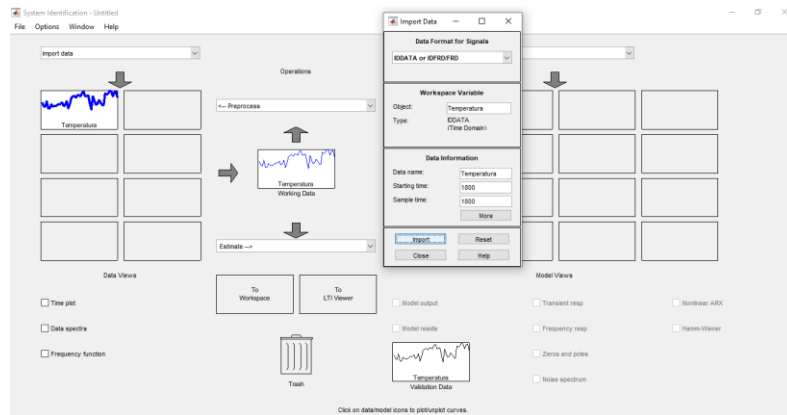 System Identification - Untitled
File Options Window Help
Import data
Operations
<-- Preprocess
Temperatura
Temperatura
Working Data
Estimate -->
Data Views
Time plot
Data spectra
Frequency function
To
Workspace
To
LTI Viewer
Trash
Import Data
Data Format for Signals
IDDATA or IDFRD/FRD
Workspace Variable
Object: Temperatura
Type: IDDATA
(Time Domain)
Data Information
Data name: Temperatura
Starting time: 1800
Sample time: 1800
More
Import Reset
Close Help
Model Views
Model output Transient resp Nonlinear ARX
Model resids Frequency resp Hamm-Wiener
Zeros and poles
Noise spectrum
Temperatura
Validation Data
Click on data/model icons to plot/unplot curves.